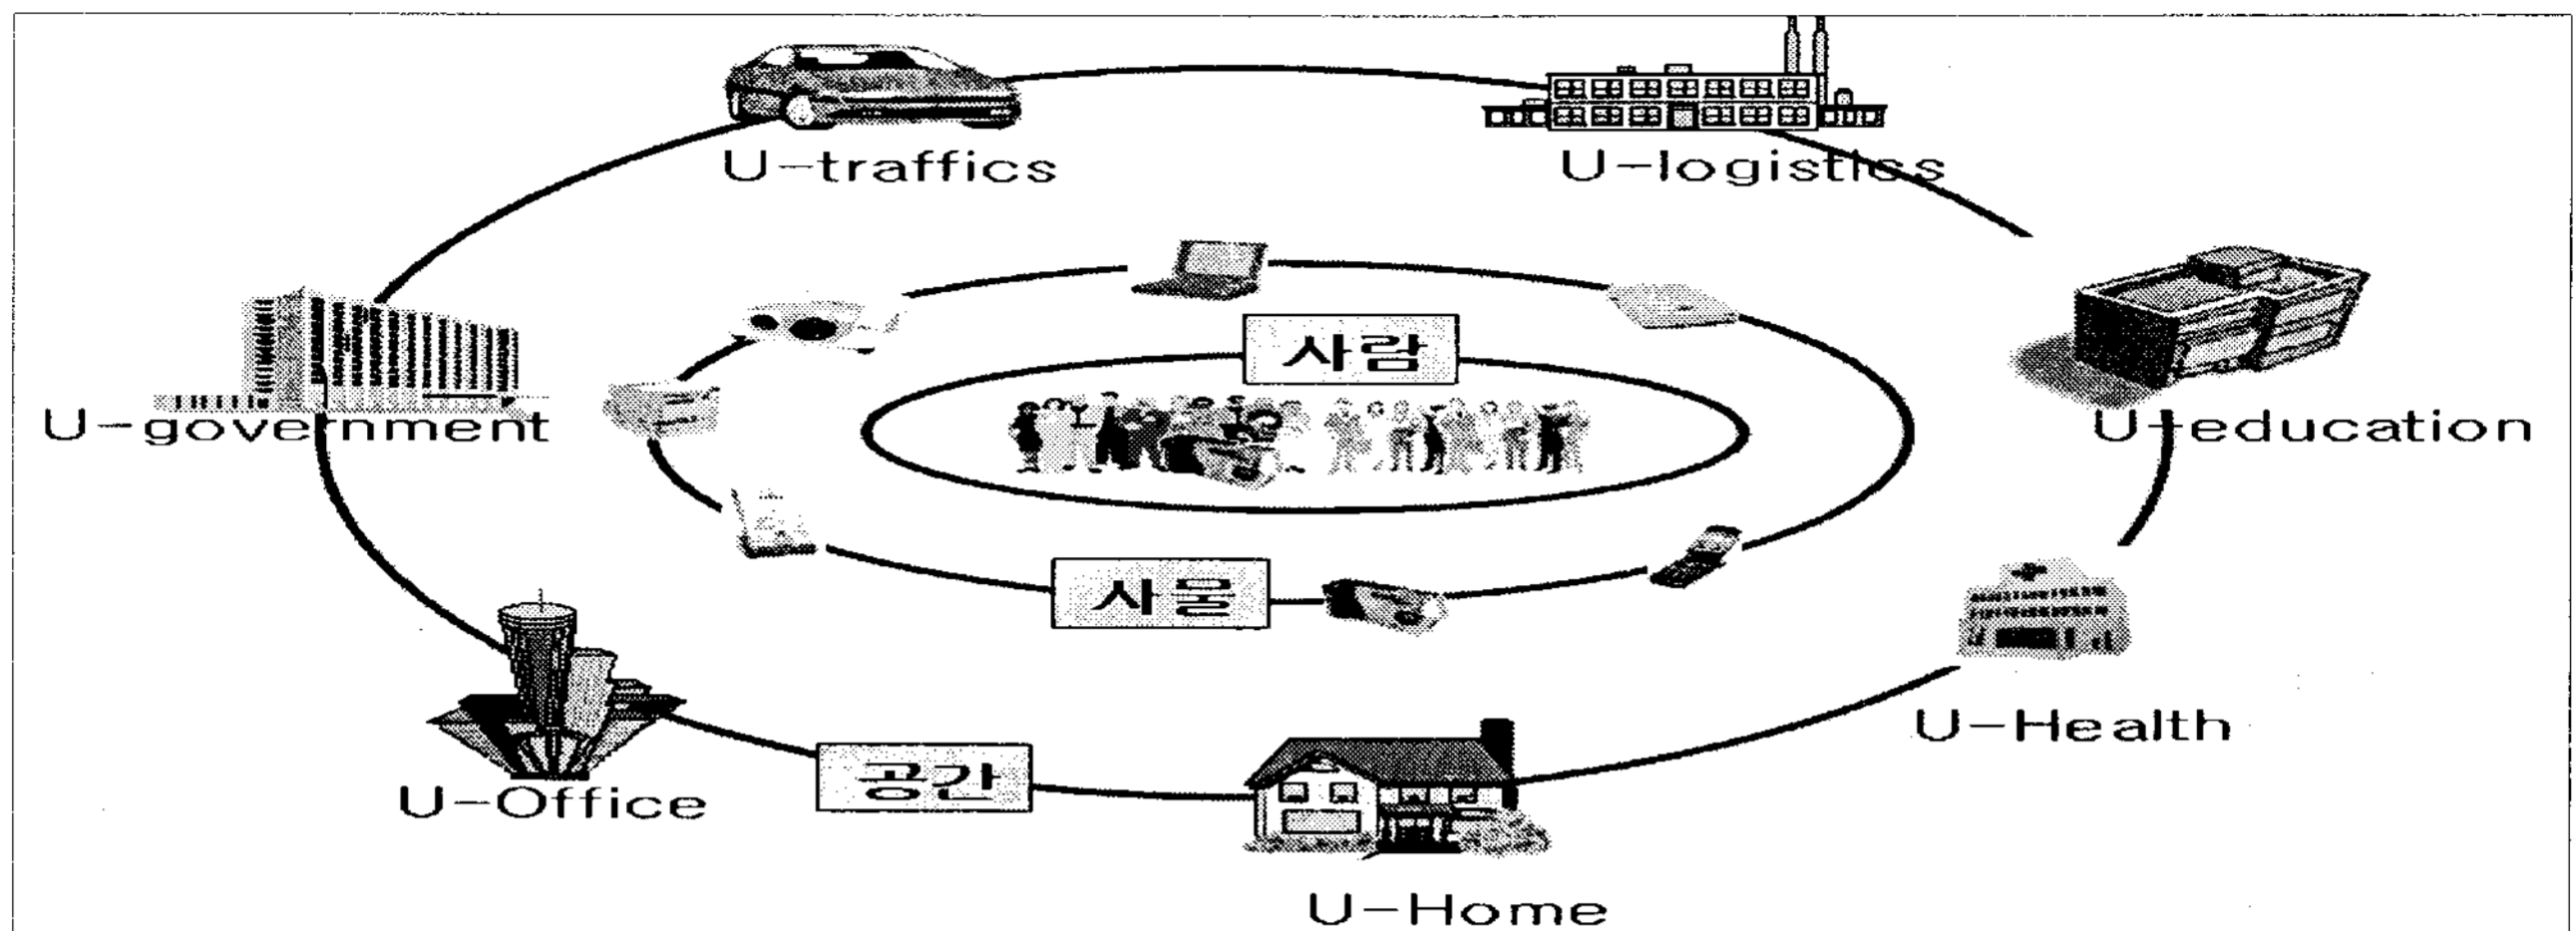 U-traffics
U-logistics
사람
U-government
U-education
사물
U-Health
공간
U-Office
U-Home